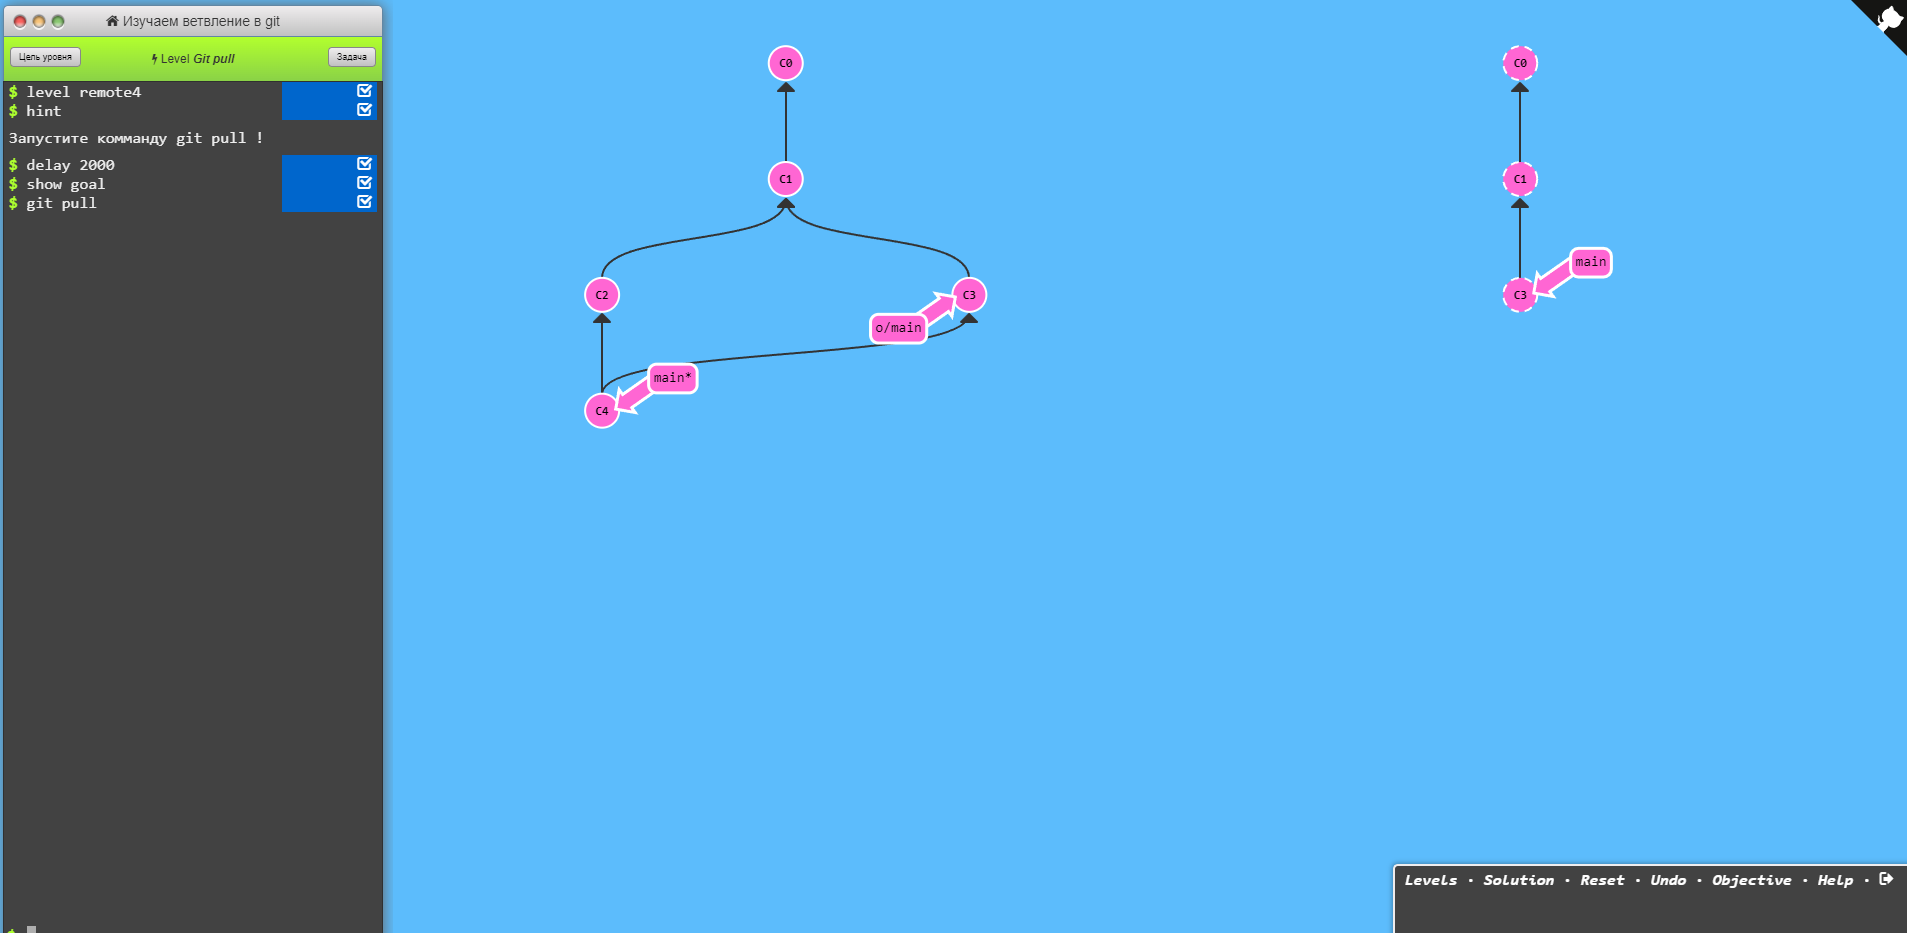 Изучаем ветвление в git
Цель уровня
Level Git pull
Задача
$ level remote4
$ hint
Запустите комманду git pull !
$ delay 2000
$ show goal
$ git pull
$
C0
C1
C2
C3
o/main
main*
C4
C0
C1
main
C3
Levels · Solution · Reset · Undo · Objective · Help ·